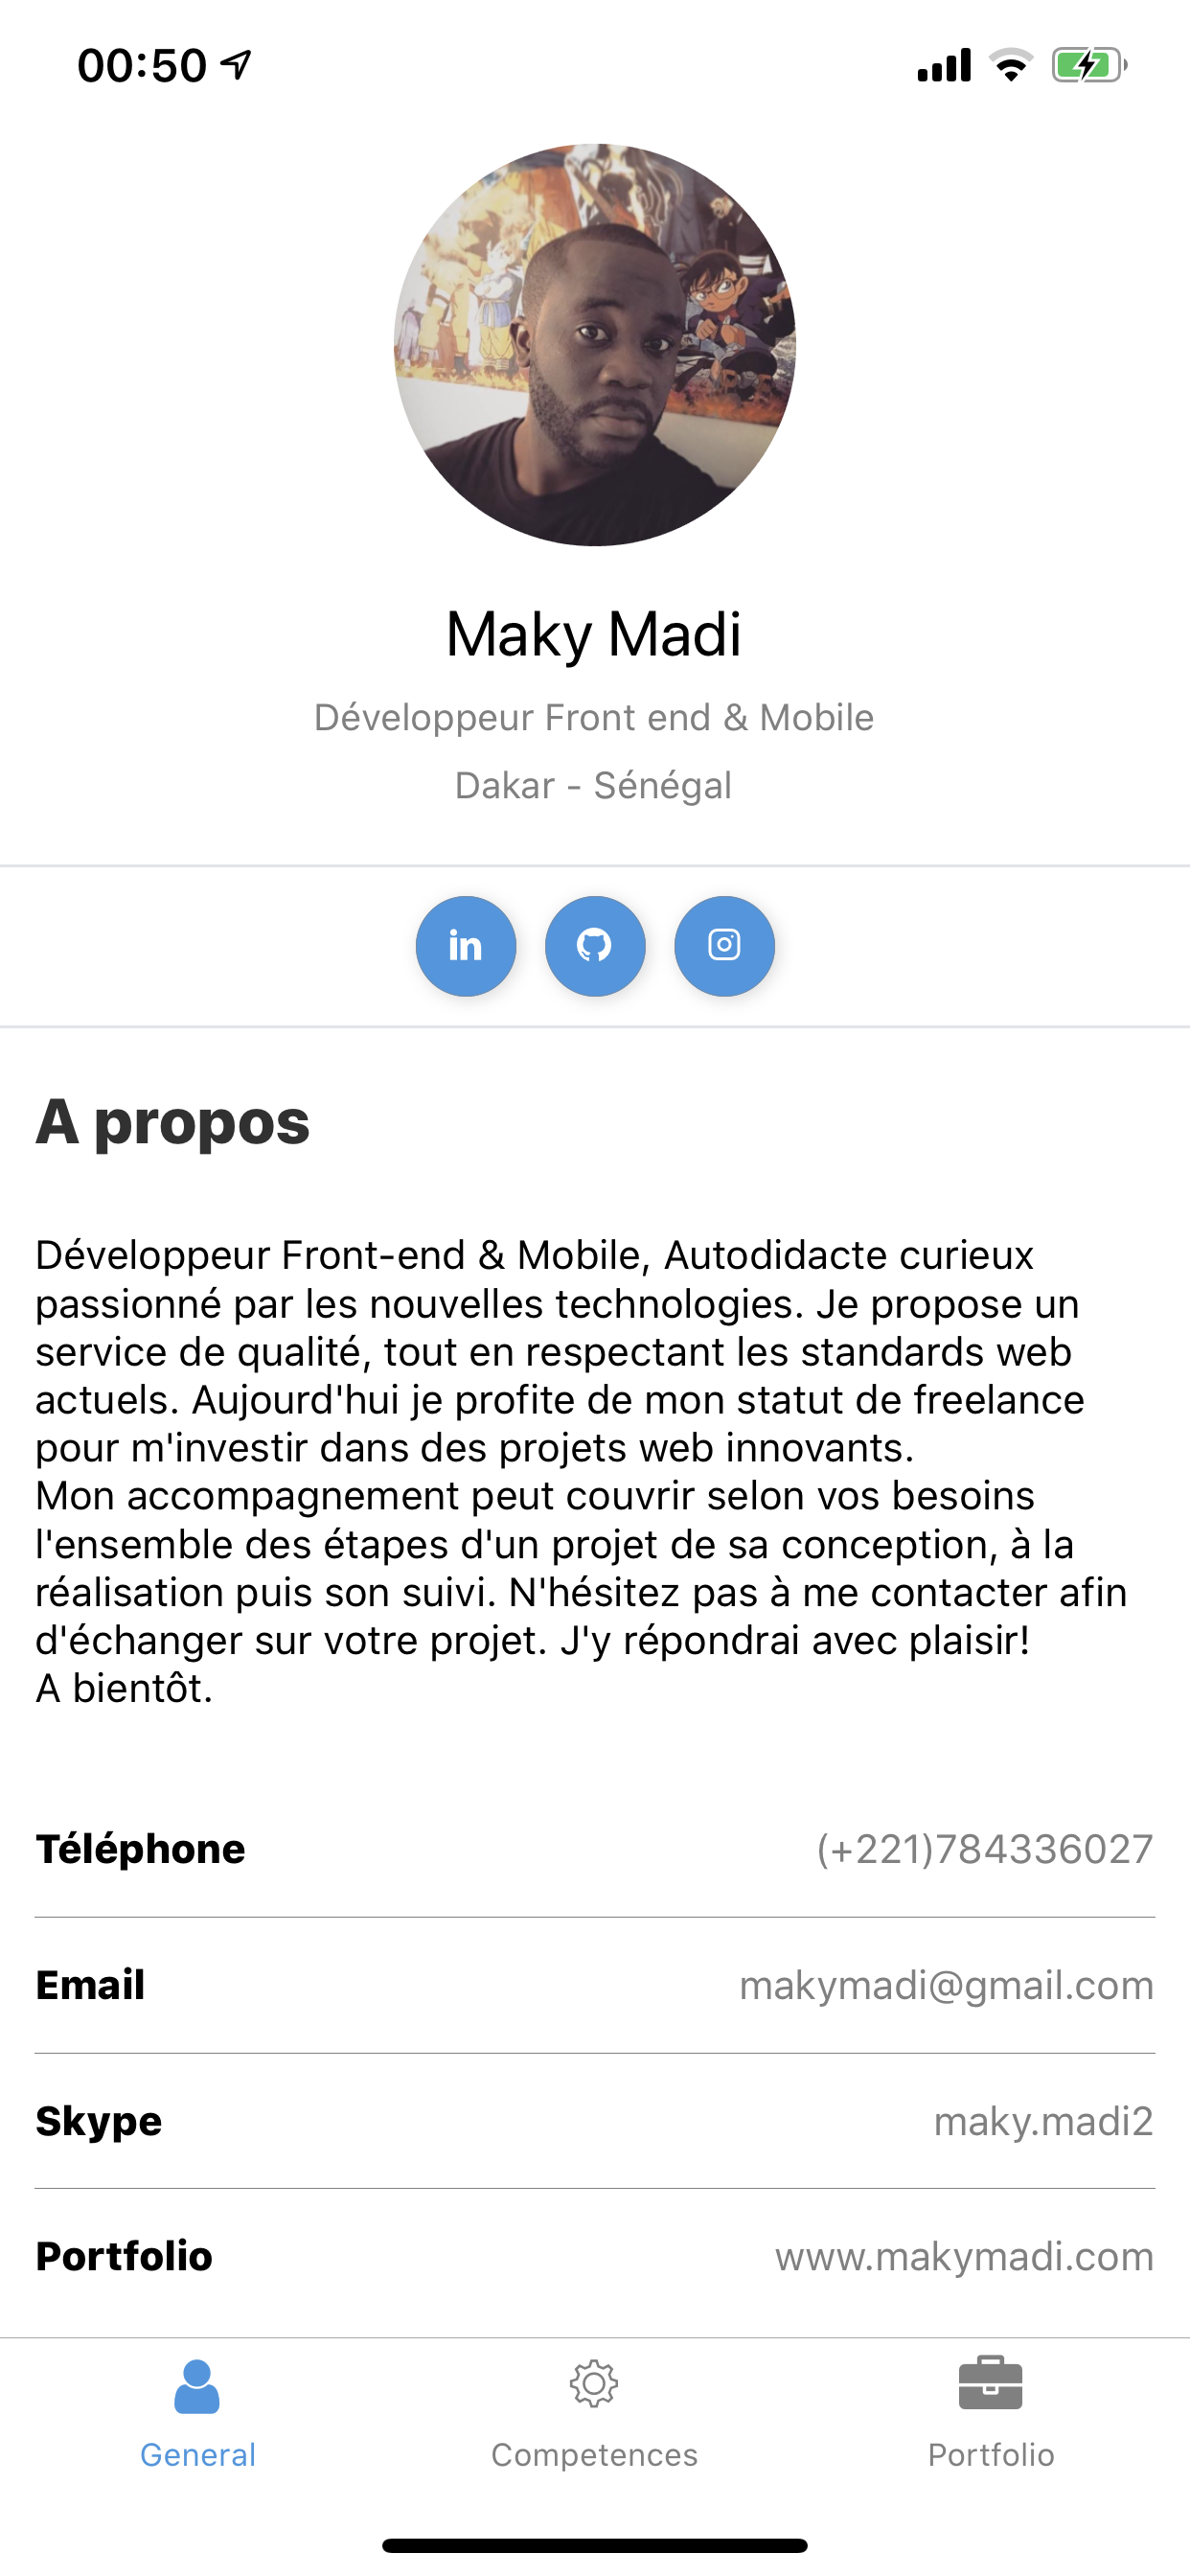 00:50
Maky Madi
Développeur Front end & Mobile
Dakar - Sénégal
in
A propos
Développeur Front-end & Mobile, Autodidacte curieux
passionné par les nouvelles technologies. Je propose un
service de qualité, tout en respectant les standards web
actuels. Aujourd'hui je profite de mon statut de freelance
pour m'investir dans des projets web innovants.
Mon accompagnement peut couvrir selon vos besoins
l'ensemble des étapes d'un projet de sa conception, à la
réalisation puis son suivi. N'hésitez pas à me contacter afin
d'échanger sur votre projet. J'y répondrai avec plaisir!
A bientôt.
Téléphone (+221)784336027
Email makymadi@gmail.com
Skype maky.madi2
Portfolio www.makymadi.com
General Competences Portfolio